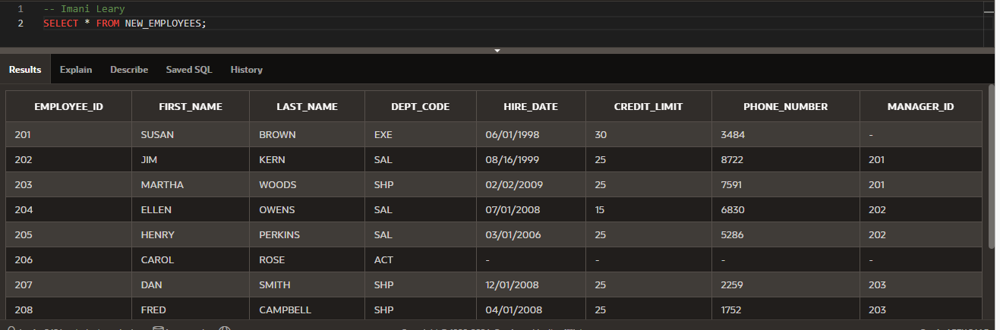 1 -- Imani Leary
2 SELECT * FROM NEW_EMPLOYEES;
Results Explain Describe Saved SQL History
EMPLOYEE_ID FIRST_NAME LAST_NAME DEPT_CODE HIRE_DATE CREDIT_LIMIT PHONE_NUMBER MANAGER_ID
201 SUSAN BROWN EXE 06/01/1998 30 3484 -
202 JIM KERN SAL 08/16/1999 25 8722 201
203 MARTHA WOODS SHP 02/02/2009 25 7591 201
204 ELLEN OWENS SAL 07/01/2008 15 6830 202
205 HENRY PERKINS SAL 03/01/2006 25 5286 202
206 CAROL ROSE ACT - - - -
207 DAN SMITH SHP 12/01/2008 25 2259 203
208 FRED CAMPBELL SHP 04/01/2008 25 1752 203